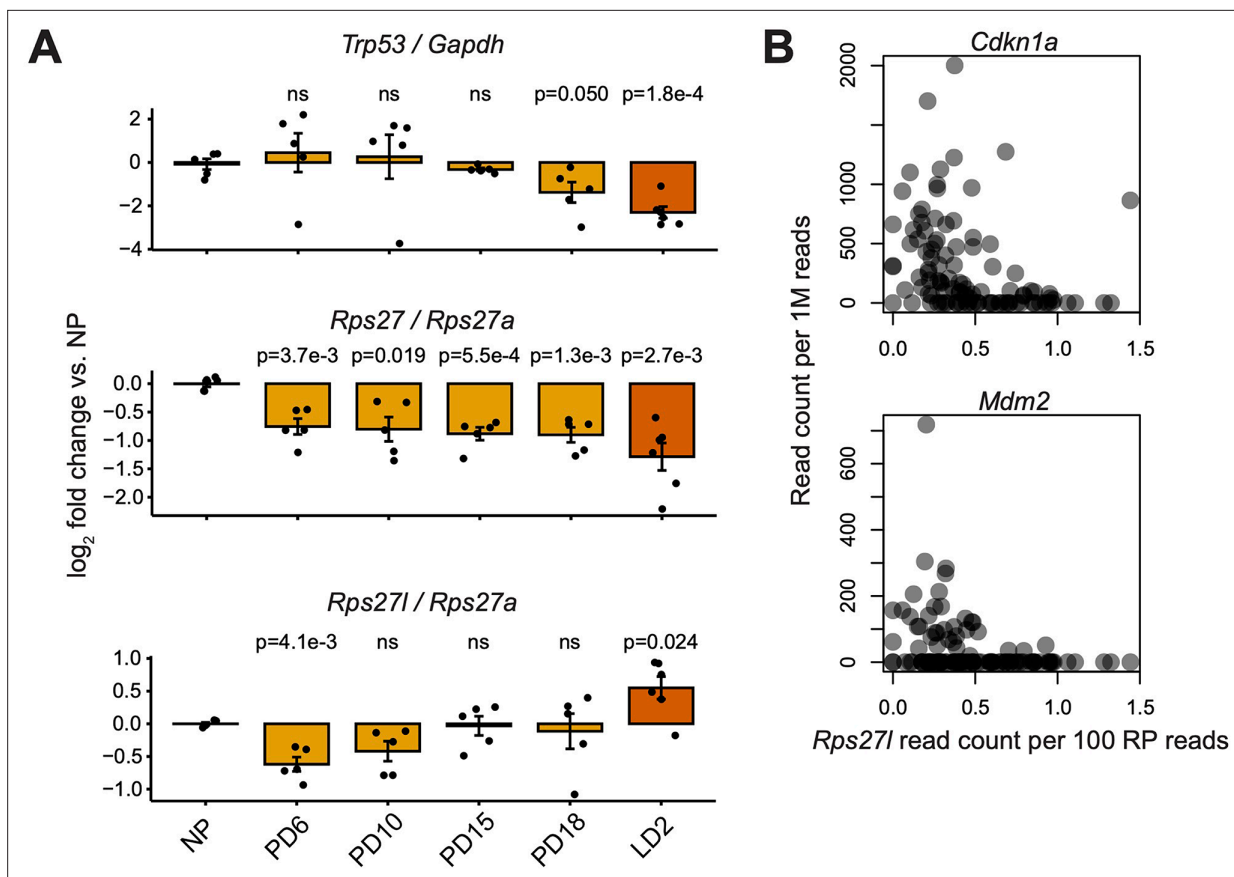 A
Trp53 / Gapdh
ns ns ns p=0.050 p=1.8e-4
2
0
−2
−4
Rps27 / Rps27a
p=3.7e-3 p=0.019 p=5.5e-4 p=1.3e-3 p=2.7e-3
0.0
−0.5
−1.0
−1.5
−2.0
log2 fold change vs. NP
Rps27l / Rps27a
p=4.1e-3 ns ns ns p=0.024
1.0
0.5
0.0
−0.5
−1.0
NP PD6 PD10 PD15 PD18 LD2
B
Cdkn1a
2000
1000
500
0
0.0 0.5 1.0 1.5
Read count per 1M reads
Mdm2
600
400
200
0
0.0 0.5 1.0 1.5
Rps27l read count per 100 RP reads